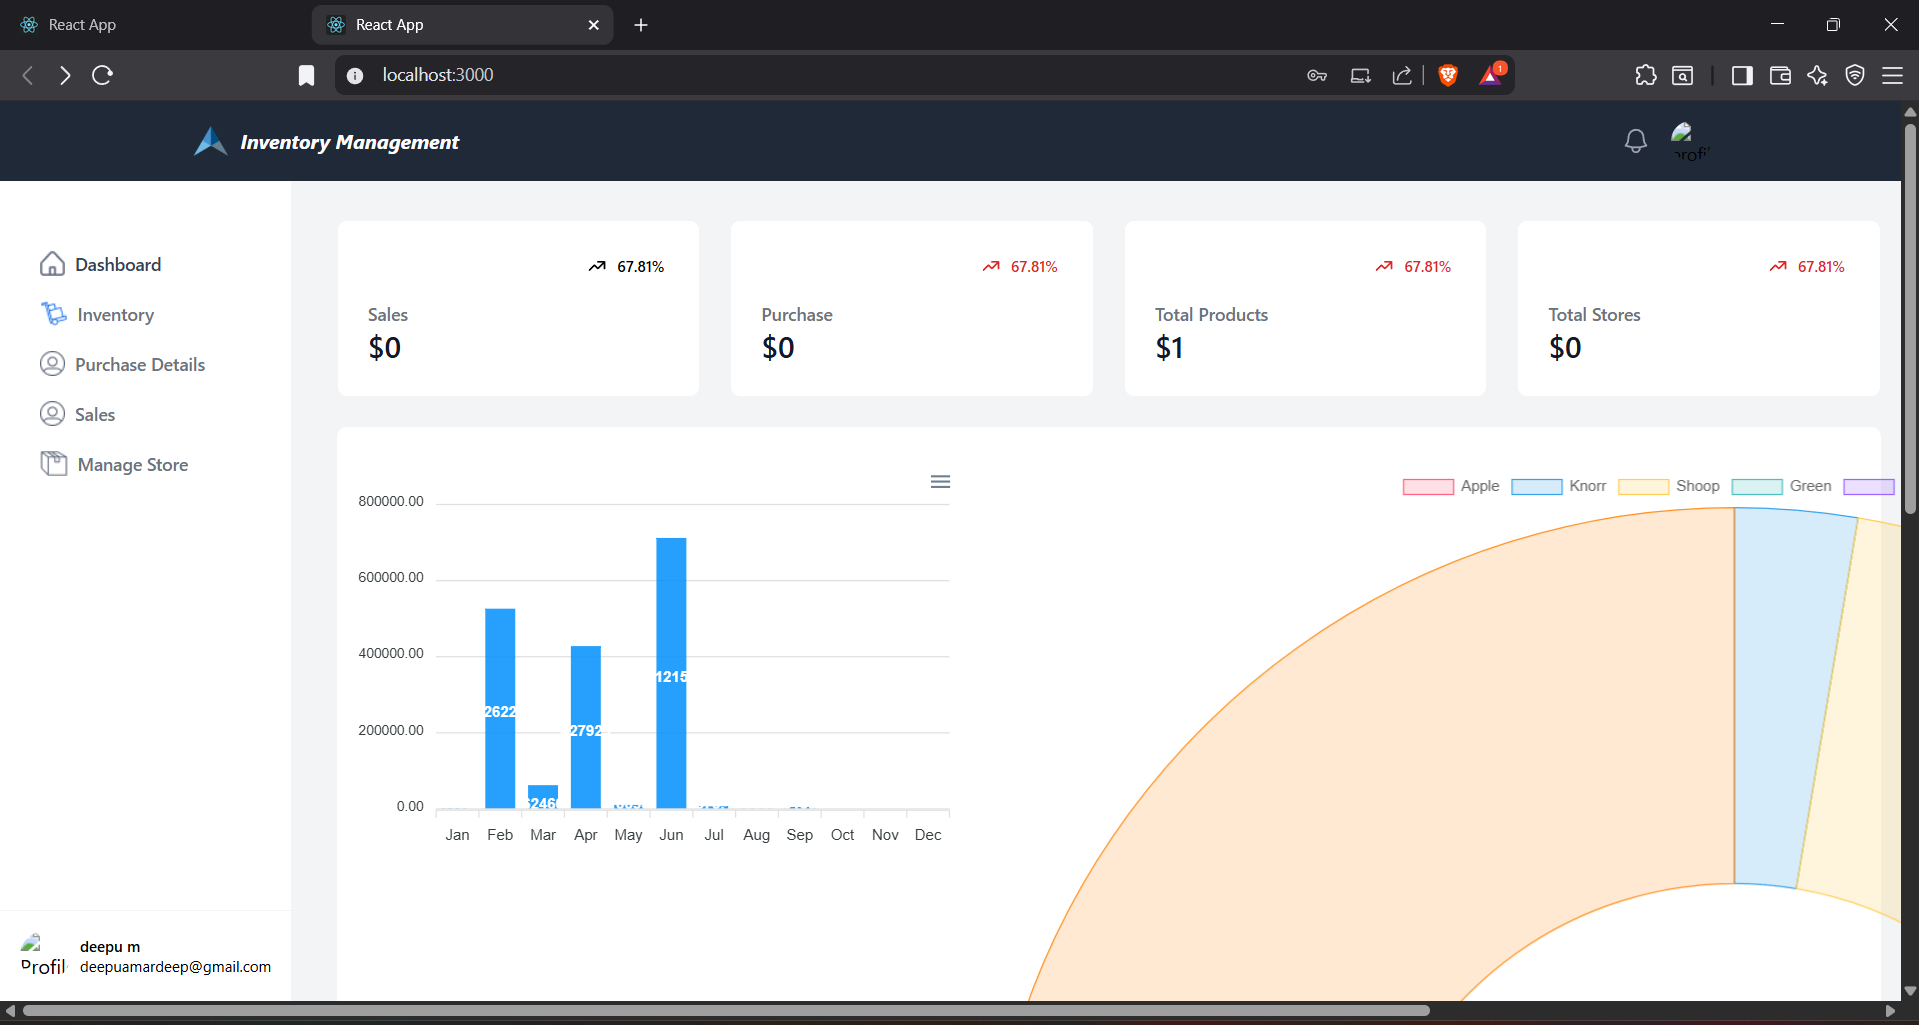 React App
React App
localhost:3000
1
Inventory Management
Dashboard
Inventory
Purchase Details
Sales
Manage Store
67.81%
Sales
$0
67.81%
Purchase
$0
67.81%
Total Products
$1
67.81%
Total Stores
$0
800000.00
600000.00
400000.00
200000.00
0.00
2622
2792
1215
Jan Feb Mar Apr May Jun Jul Aug Sep Oct Nov Dec
Apple Knorr Shoop Green
deepu m
Profil
deepuamardeep@gmail.com